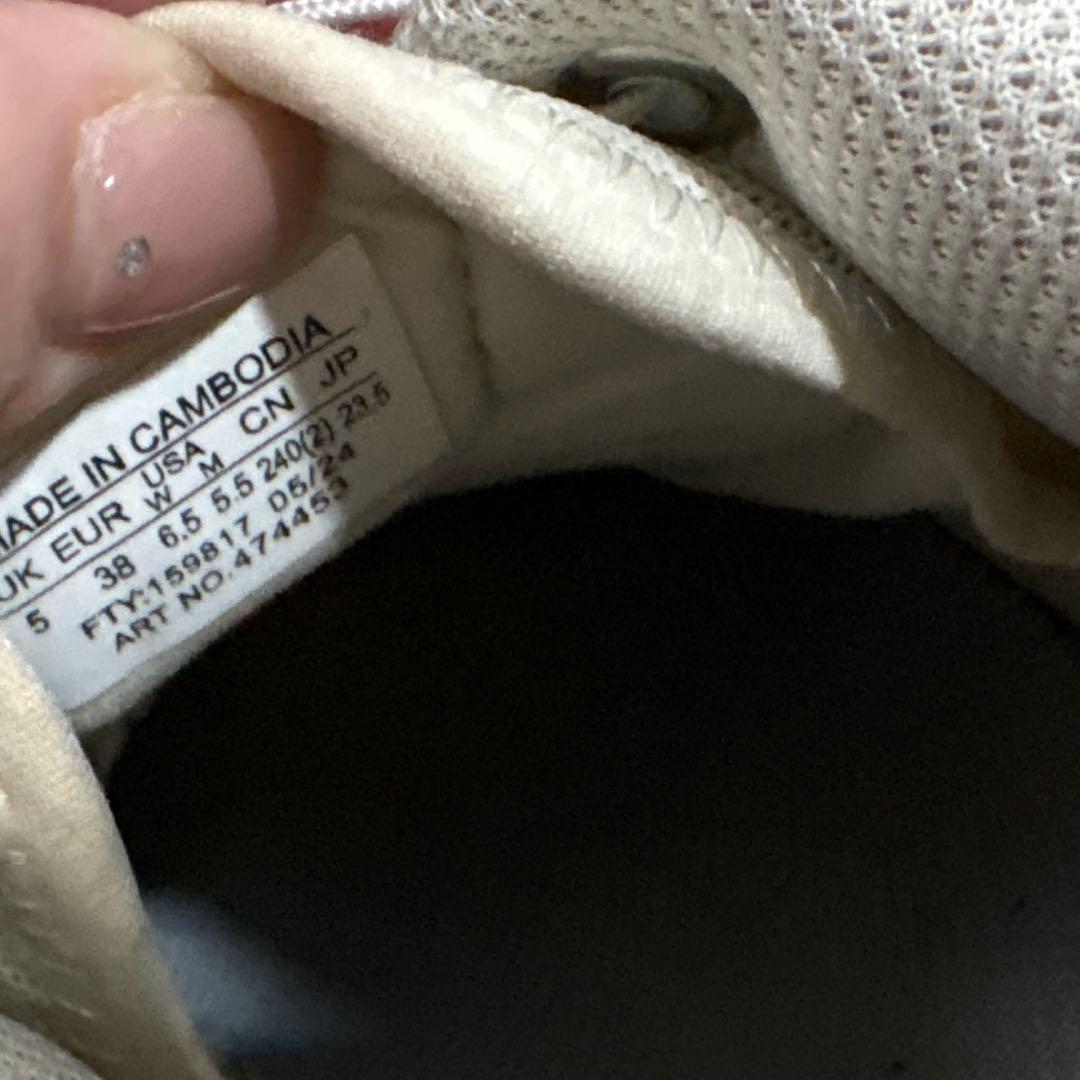 MADE IN CAMBODIA
UK EUR USA CN JP
W M
5 38 6.5 5.5 240(2) 23.5
FTY:159817 05/24
ART NO.474453